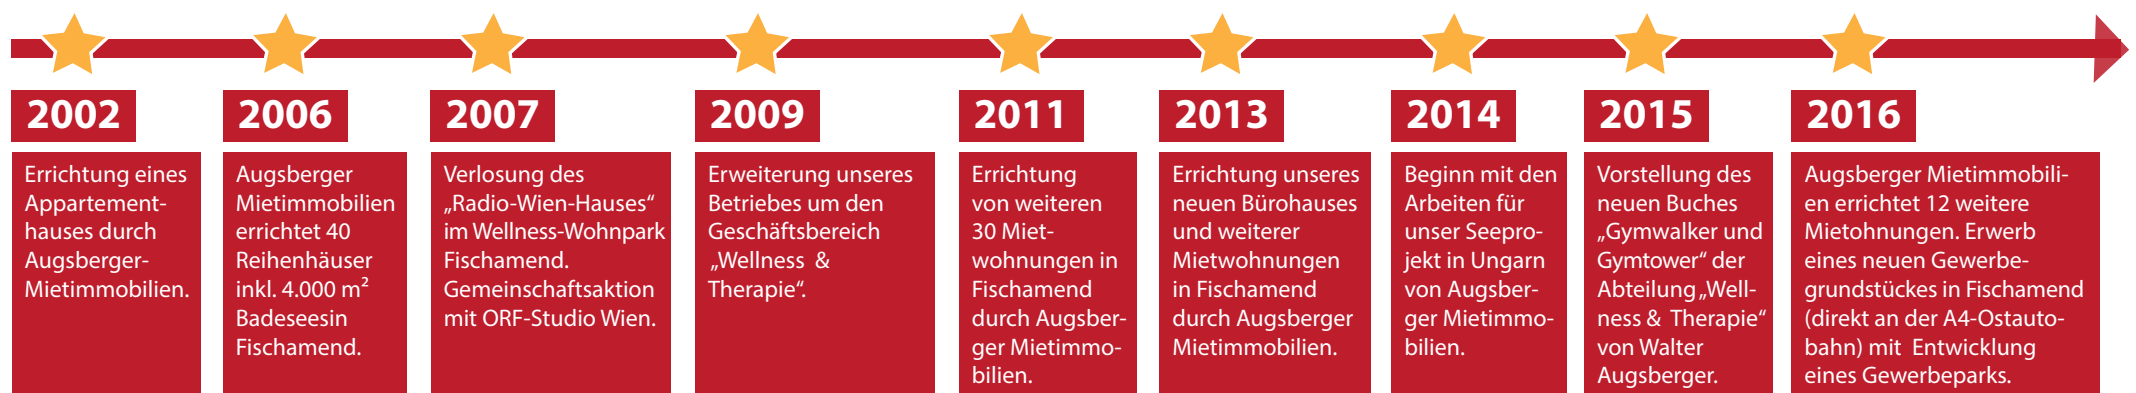 2002
Errichtung eines
Appartement-
hauses durch
Augsberger-
Mietimmobilien.
2006
Augsberger
Mietimmobilien
errichtet 40
Reihenhäuser
inkl. 4.000 m²
Badeseesin
Fischamend.
2007
Verlosung des
„Radio-Wien-Hauses“
im Wellness-Wohnpark
Fischamend.
Gemeinschaftsaktion
mit ORF-Studio Wien.
2009
Erweiterung unseres
Betriebes um den
Geschäftsbereich
„Wellness &
Therapie“.
2011
Errichtung
von weiteren
30 Miet-
wohnungen in
Fischamend
durch Augsber-
ger Mietimmo-
bilien.
2013
Errichtung unseres
neuen Bürohauses
und weiterer
Mietwohnungen
in Fischamend
durch Augsberger
Mietimmobilien.
2014
Beginn mit den
Arbeiten für
unser Seepro-
jekt in Ungarn
von Augsber-
ger Mietimmo-
bilien.
2015
Vorstellung des
neuen Buches
„Gymwalker und
Gymtower“ der
Abteilung „Well-
ness & Therapie“
von Walter
Augsberger.
2016
Augsberger Mietimmobili-
en errichtet 12 weitere
Mietohnungen. Erwerb
eines neuen Gewerbe-
grundstückes in Fischamend
(direkt an der A4-Ostauto-
bahn) mit Entwicklung
eines Gewerbeparks.